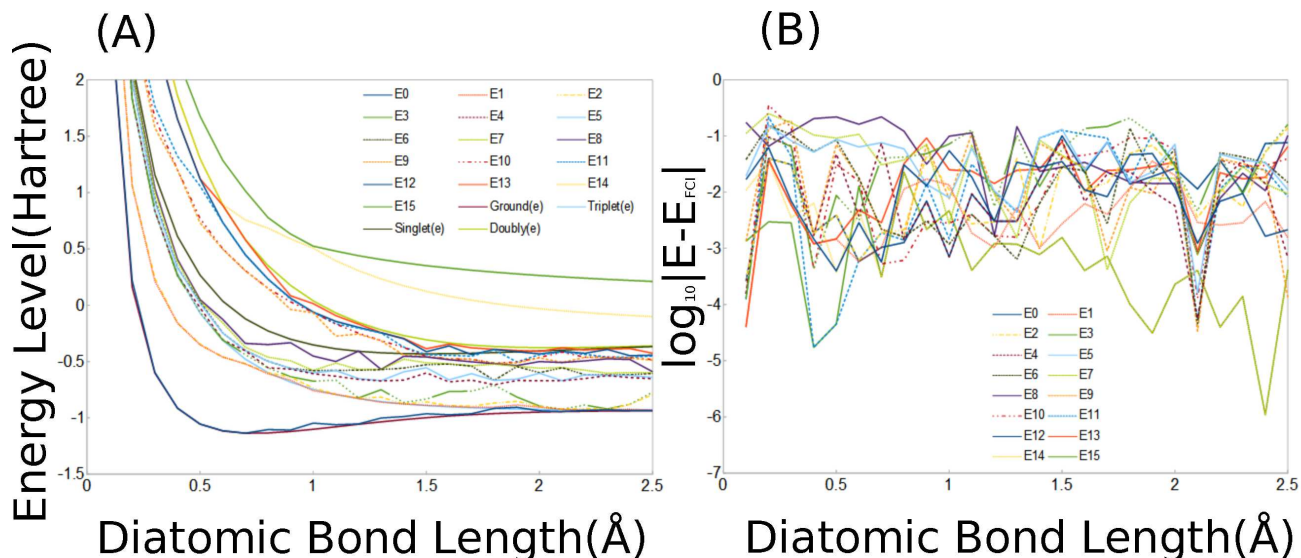 (A)
Energy Level(Hartree)
2
1.5
1
0.5
0
-0.5
-1
-1.5
0 0.5 1 1.5 2 2.5
Diatomic Bond Length(Å)
E0 E1 E2
E3 E4 E5
E6 E7 E8
E9 E10 E11
E12 E13 E14
E15 Ground(e) Triplet(e)
Singlet(e) Doubly(e)
(B)
log₁₀|E-E_FCI|
0
-1
-2
-3
-4
-5
-6
-7
0 0.5 1 1.5 2 2.5
Diatomic Bond Length(Å)
E0 E1
E2 E3
E4 E5
E6 E7
E8 E9
E10 E11
E12 E13
E14 E15